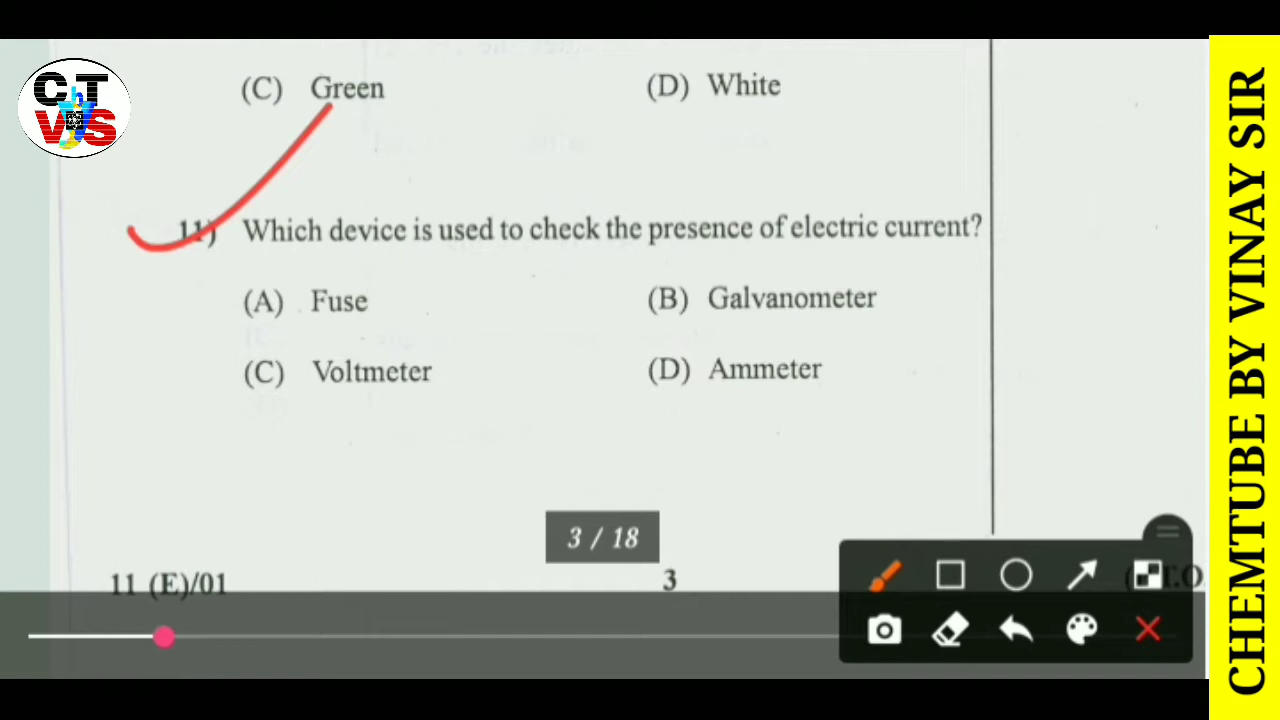 C T
V S
(C) Green (D) White
11) Which device is used to check the presence of electric current?
(A) Fuse (B) Galvanometer
(C) Voltmeter (D) Ammeter
3 / 18
11 (E)/01 3
CHEMTUBE BY VINAY SIR